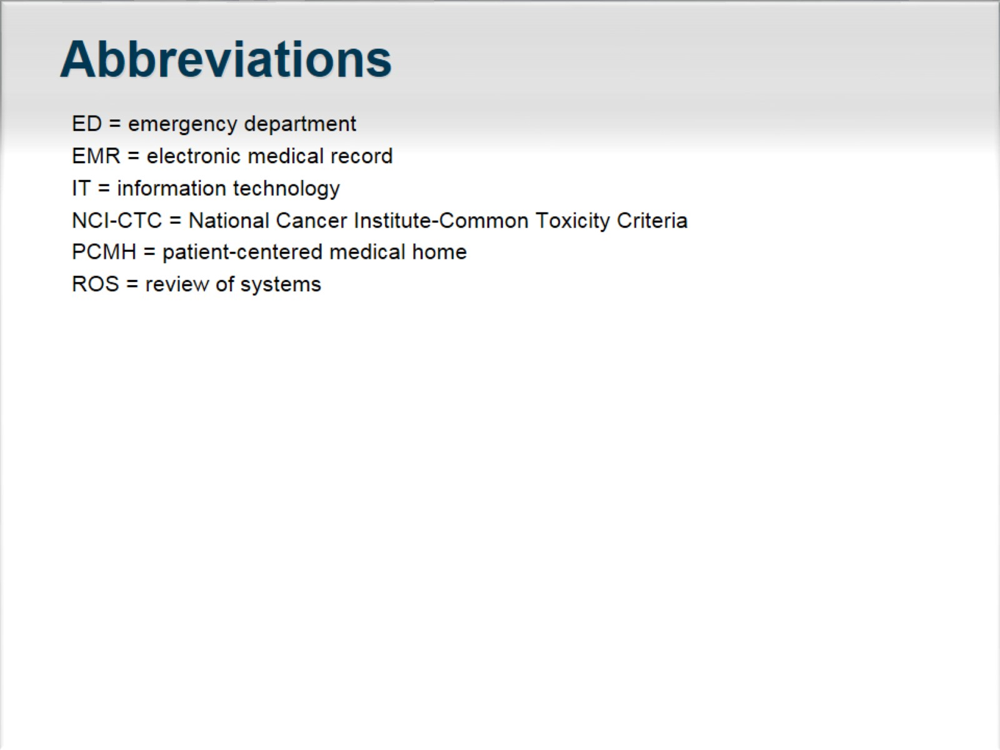 Abbreviations
ED = emergency department
EMR = electronic medical record
IT = information technology
NCI-CTC = National Cancer Institute-Common Toxicity Criteria
PCMH = patient-centered medical home
ROS = review of systems